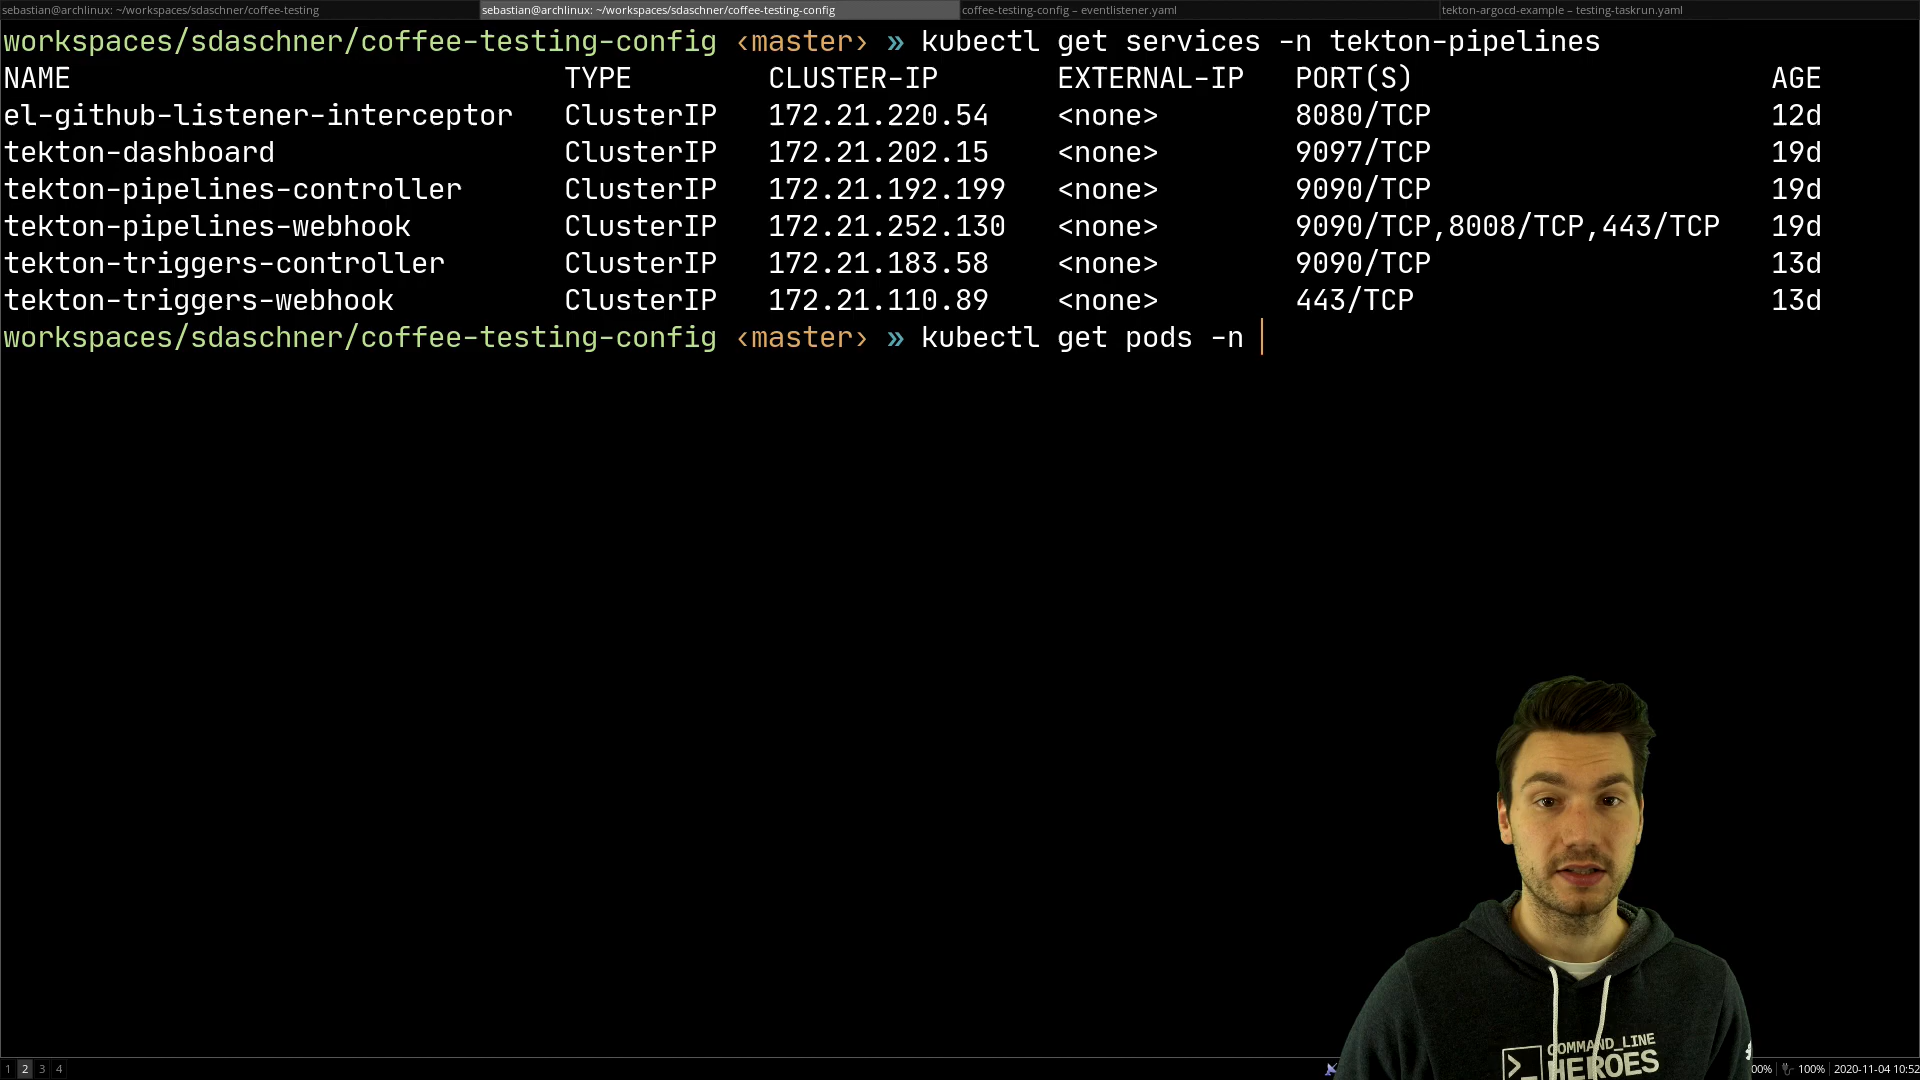 sebastian@archlinux: ~/workspaces/sdaschner/coffee-testing
sebastian@archlinux: ~/workspaces/sdaschner/coffee-testing-config
coffee-testing-config – eventlistener.yaml
tekton-argocd-example – testing-taskrun.yaml
workspaces/sdaschner/coffee-testing-config ‹master› » kubectl get services -n tekton-pipelines
NAME TYPE CLUSTER-IP EXTERNAL-IP PORT(S) AGE
el-github-listener-interceptor ClusterIP 172.21.220.54 <none> 8080/TCP 12d
tekton-dashboard ClusterIP 172.21.202.15 <none> 9097/TCP 19d
tekton-pipelines-controller ClusterIP 172.21.192.199 <none> 9090/TCP 19d
tekton-pipelines-webhook ClusterIP 172.21.252.130 <none> 9090/TCP,8008/TCP,443/TCP 19d
tekton-triggers-controller ClusterIP 172.21.183.58 <none> 9090/TCP 13d
tekton-triggers-webhook ClusterIP 172.21.110.89 <none> 443/TCP 13d
workspaces/sdaschner/coffee-testing-config ‹master› » kubectl get pods -n
>_ COMMAND_LINE
HEROES
1 2 3 4
00% 100% 2020-11-04 10:52